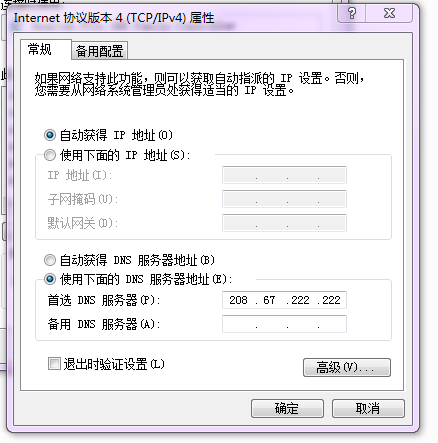 Internet 协议版本 4 (TCP/IPv4) 属性
常规
备用配置
如果网络支持此功能，则可以获取自动指派的 IP 设置。否则，
您需要从网络系统管理员处获得适当的 IP 设置。
自动获得 IP 地址(O)
使用下面的 IP 地址(S):
IP 地址(I):
子网掩码(U):
默认网关(D):
自动获得 DNS 服务器地址(B)
使用下面的 DNS 服务器地址(E):
首选 DNS 服务器(P): 208 . 67 .222 .222
备用 DNS 服务器(A):
退出时验证设置(L)
高级(V)...
确定
取消